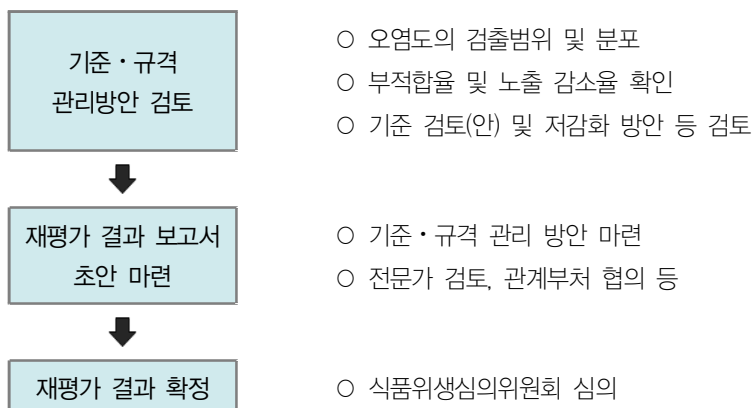 기준・규격
관리방안 검토
○ 오염도의 검출범위 및 분포
○ 부적합율 및 노출 감소율 확인
○ 기준 검토(안) 및 저감화 방안 등 검토
재평가 결과 보고서
초안 마련
○ 기준・규격 관리 방안 마련
○ 전문가 검토, 관계부처 협의 등
재평가 결과 확정
○ 식품위생심의위원회 심의